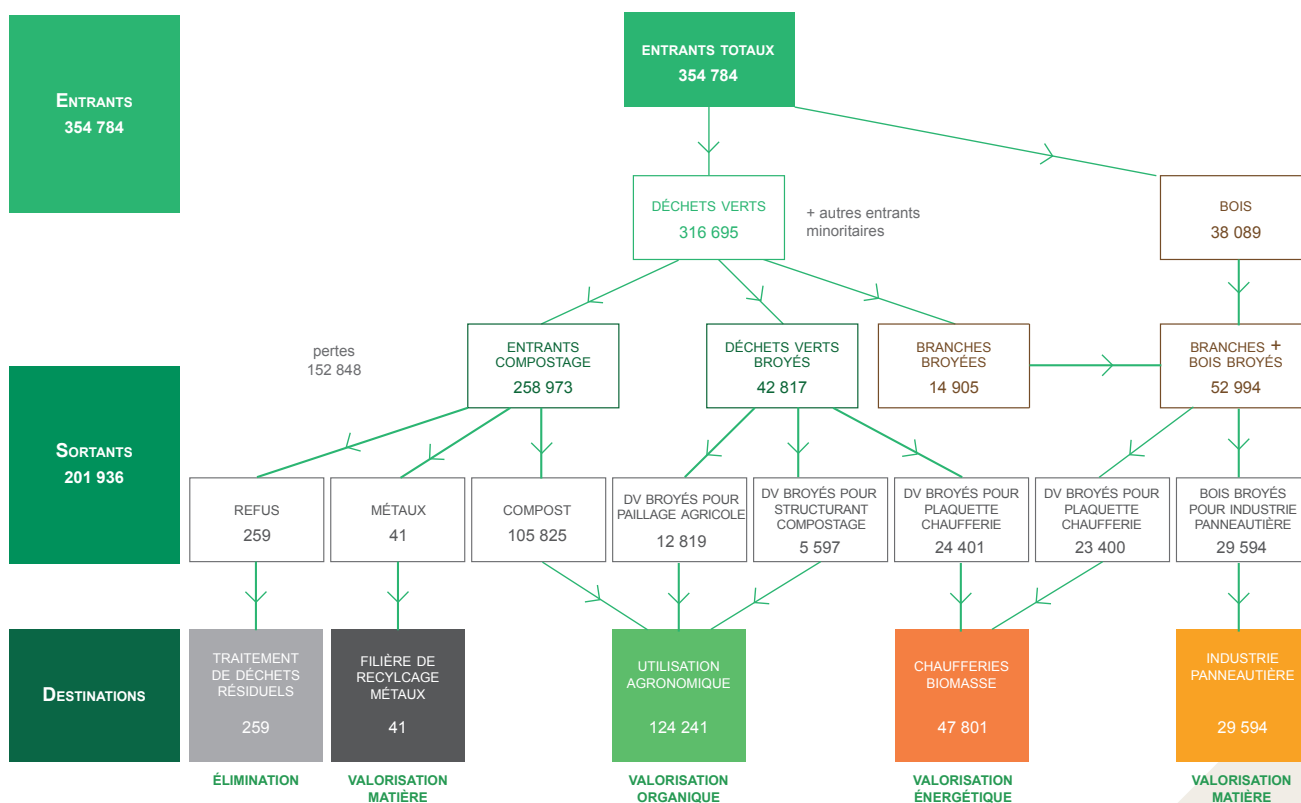 ENTRANTS TOTAUX
354 784
ENTRANTS
354 784
DÉCHETS VERTS
316 695
+ autres entrants
minoritaires
BOIS
38 089
pertes
152 848
ENTRANTS
COMPOSTAGE
258 973
DÉCHETS VERTS
BROYÉS
42 817
BRANCHES
BROYÉES
14 905
BRANCHES +
BOIS BROYÉS
52 994
SORTANTS
201 936
REFUS
259
MÉTAUX
41
COMPOST
105 825
DV BROYÉS POUR
PAILLAGE AGRICOLE
12 819
DV BROYÉS POUR
STRUCTURANT
COMPOSTAGE
5 597
DV BROYÉS POUR
PLAQUETTE
CHAUFFERIE
24 401
DV BROYÉS POUR
PLAQUETTE
CHAUFFERIE
23 400
BOIS BROYÉS
POUR INDUSTRIE
PANNEAUTIÈRE
29 594
DESTINATIONS
TRAITEMENT
DE DÉCHETS
RÉSIDUELS
259
FILIÈRE DE
RECYLCAGE
MÉTAUX
41
UTILISATION
AGRONOMIQUE
124 241
CHAUFFERIES
BIOMASSE
47 801
INDUSTRIE
PANNEAUTIÈRE
29 594
ÉLIMINATION
VALORISATION
MATIÈRE
VALORISATION
ORGANIQUE
VALORISATION
ÉNERGÉTIQUE
VALORISATION
MATIÈRE